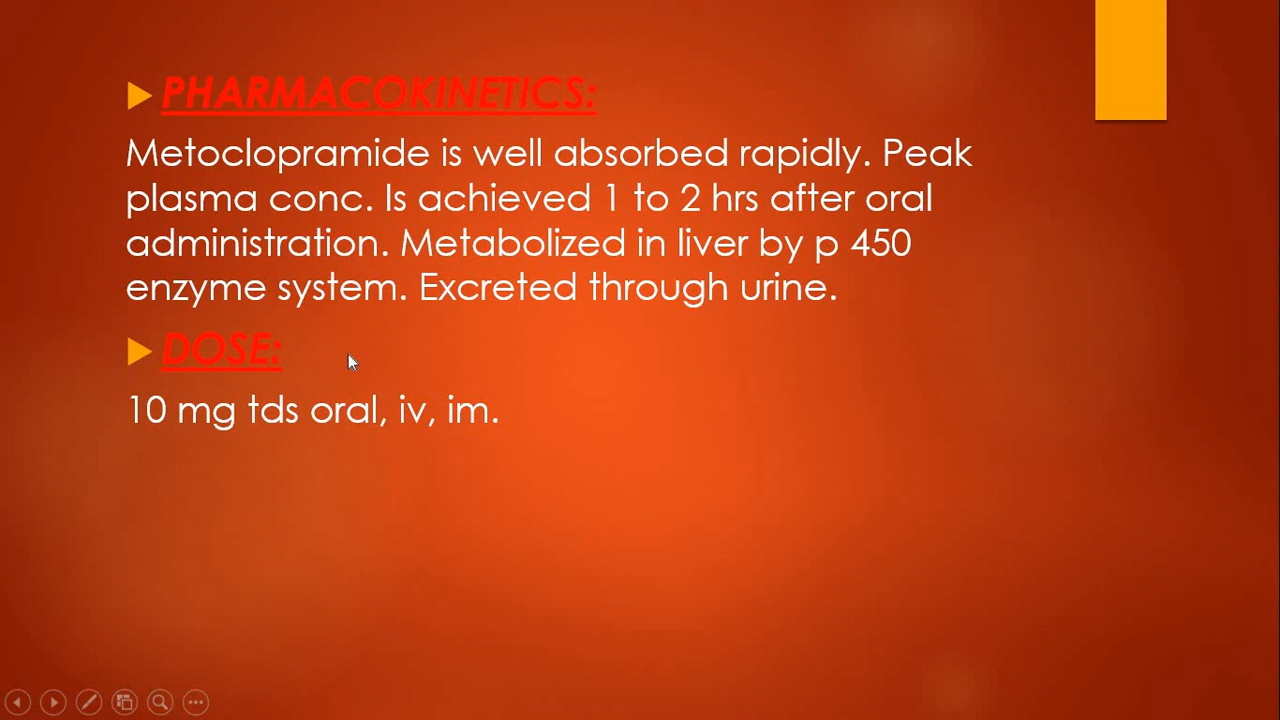 PHARMACOKINETICS:
Metoclopramide is well absorbed rapidly. Peak
plasma conc. Is achieved 1 to 2 hrs after oral
administration. Metabolized in liver by p 450
enzyme system. Excreted through urine.
DOSE:
10 mg tds oral, iv, im.